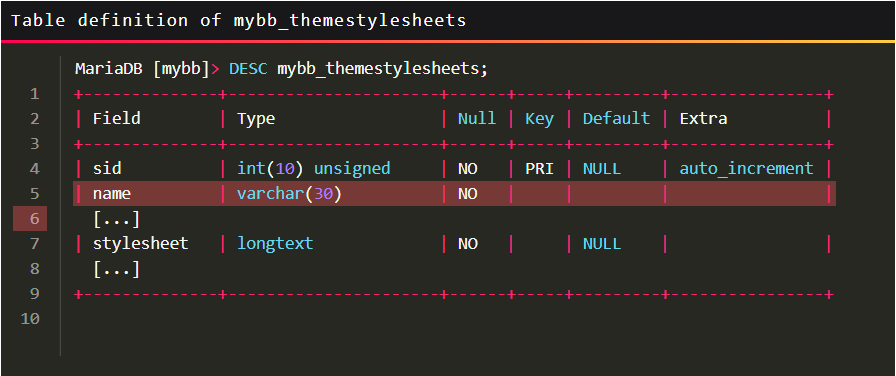 Table definition of mybb_themestylesheets
MariaDB [mybb]> DESC mybb_themestylesheets;
1 +--------------+----------------------+------+-----+---------+----------------+
2 | Field | Type | Null | Key | Default | Extra |
3 +--------------+----------------------+------+-----+---------+----------------+
4 | sid | int(10) unsigned | NO | PRI | NULL | auto_increment |
5 | name | varchar(30) | NO | | | |
6 [...]
7 | stylesheet | longtext | NO | | NULL | |
8 [...]
9 +--------------+----------------------+------+-----+---------+----------------+
10